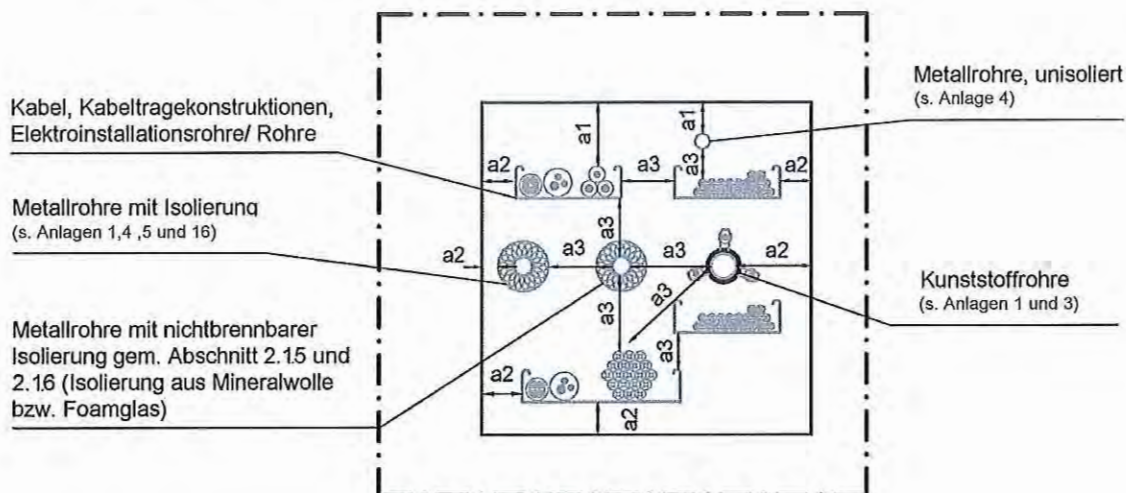 Kabel, Kabeltragekonstruktionen,
Elektroinstallationsrohre/ Rohre
Metallrohre mit Isolierung
(s. Anlagen 1,4 ,5 und 16)
Metallrohre mit nichtbrennbarer
Isolierung gem. Abschnitt 2.1.5 und
2.1.6 (Isolierung aus Mineralwolle
bzw. Foamglas)
Metallrohre, unisoliert
(s. Anlage 4)
Kunststoffrohre
(s. Anlagen 1 und 3)
a1
a1
a2
a3
a3
a2
a3
a2
a3
a3
a2
a3
a3
a3
a2
a2